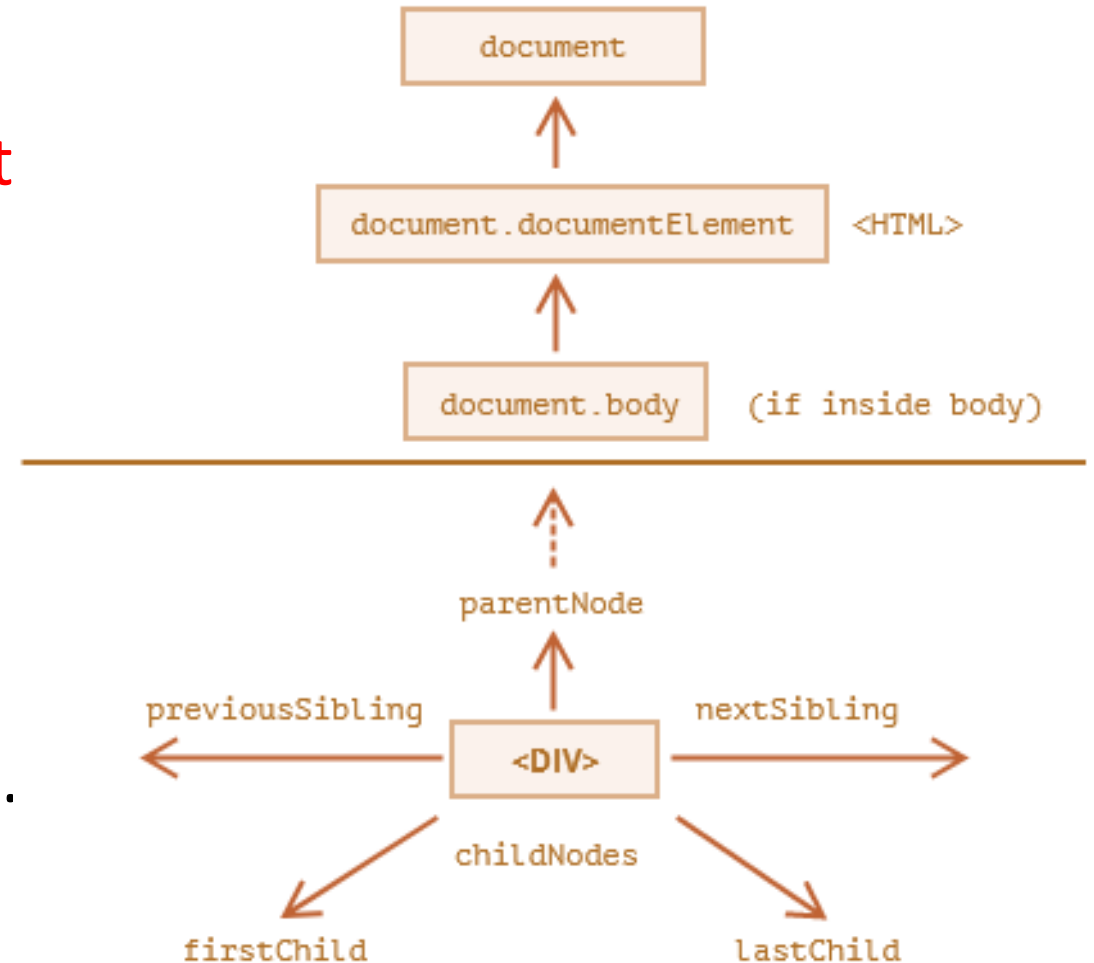 document
t
document.documentElement <HTML>
document.body (if inside body)
parentNode
previousSibling nextSibling
<DIV>
.
childNodes
firstChild lastChild